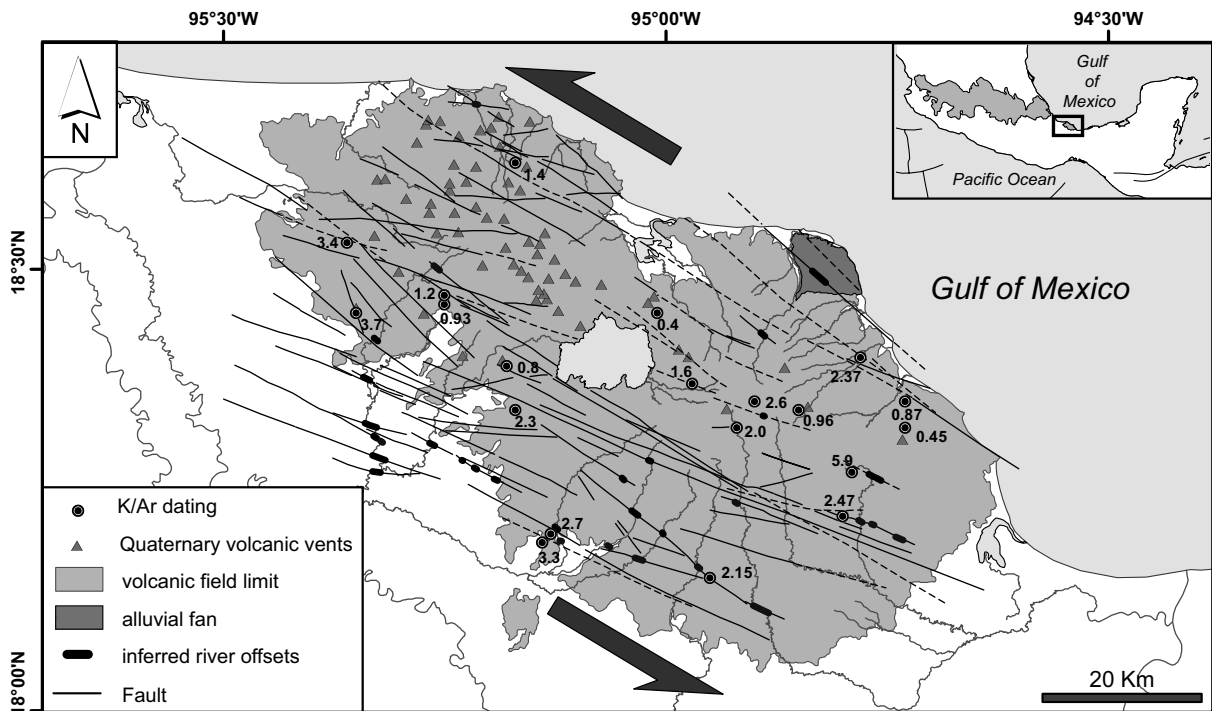 95°30'W
95°00'W
94°30'W
N
Gulf
of
Mexico
Pacific Ocean
1.4
3.4
18°30'N
Gulf of Mexico
1.2
0.93
3.7
0.4
0.8
2.37
1.6
2.3
2.6
0.96
0.87
2.0
0.45
5.9
2.47
2.7
3.3
2.15
K/Ar dating
Quaternary volcanic vents
volcanic field limit
alluvial fan
inferred river offsets
Fault
20 Km
18°00'N